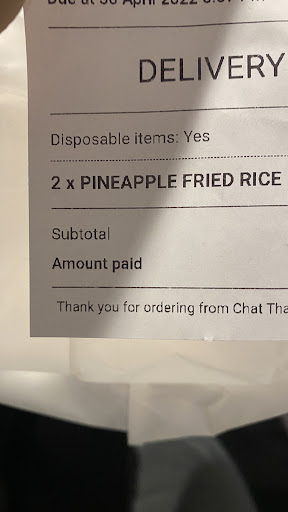 Due at 30 April 2022
DELIVERY
Disposable items: Yes
2 x PINEAPPLE FRIED RICE
Subtotal
Amount paid
Thank you for ordering from Chat Tha